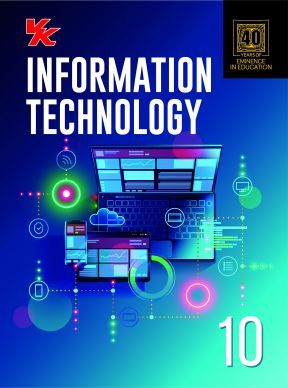 VK
40
YEARS OF
EMINENCE
IN EDUCATION
INFORMATION
TECHNOLOGY
10